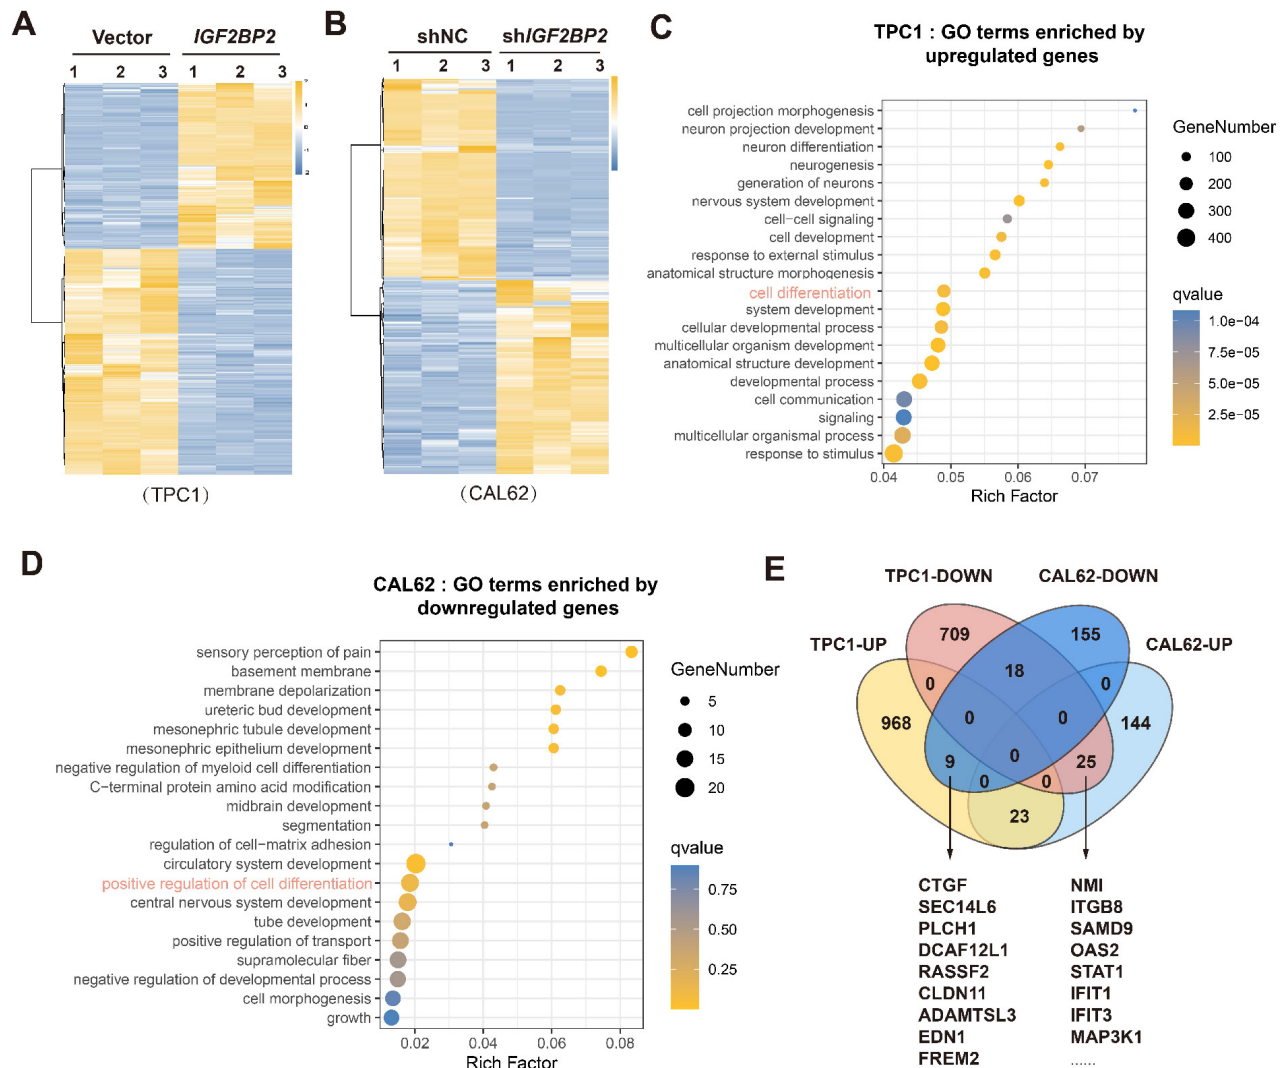 A
Vector
IGF2BP2
1 2 3 1 2 3
(TPC1)
B
shNC
shIGF2BP2
1 2 3 1 2 3
(CAL62)
C
TPC1 : GO terms enriched by
upregulated genes
cell projection morphogenesis
neuron projection development
neuron differentiation
neurogenesis
generation of neurons
nervous system development
cell−cell signaling
cell development
response to external stimulus
anatomical structure morphogenesis
cell differentiation
system development
cellular developmental process
multicellular organism development
anatomical structure development
developmental process
cell communication
signaling
multicellular organismal process
response to stimulus
0.04 0.05 0.06 0.07
Rich Factor
GeneNumber
100
200
300
400
qvalue
1.0e−04
7.5e−05
5.0e−05
2.5e−05
D
CAL62 : GO terms enriched by
downregulated genes
sensory perception of pain
basement membrane
membrane depolarization
ureteric bud development
mesonephric tubule development
mesonephric epithelium development
negative regulation of myeloid cell differentiation
C−terminal protein amino acid modification
midbrain development
segmentation
regulation of cell−matrix adhesion
circulatory system development
positive regulation of cell differentiation
central nervous system development
tube development
positive regulation of transport
supramolecular fiber
negative regulation of developmental process
cell morphogenesis
growth
0.02 0.04 0.06 0.08
Rich Factor
GeneNumber
5
10
15
20
qvalue
0.75
0.50
0.25
E
TPC1-DOWN CAL62-DOWN
TPC1-UP CAL62-UP
709 155
18
0 0
968 0 0 144
9 0 25
0 0
23
CTGF
SEC14L6
PLCH1
DCAF12L1
RASSF2
CLDN11
ADAMTSL3
EDN1
FREM2
NMI
ITGB8
SAMD9
OAS2
STAT1
IFIT1
IFIT3
MAP3K1
......